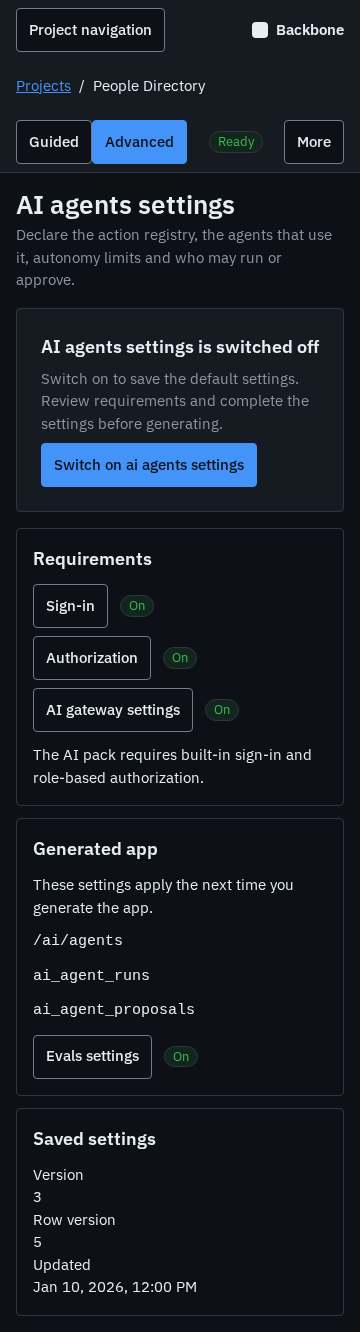 Project navigation
Backbone
Projects / People Directory
Guided
Advanced
Ready
More
AI agents settings
Declare the action registry, the agents that use
it, autonomy limits and who may run or
approve.
AI agents settings is switched off
Switch on to save the default settings.
Review requirements and complete the
settings before generating.
Switch on ai agents settings
Requirements
Sign-in On
Authorization On
AI gateway settings On
The AI pack requires built-in sign-in and
role-based authorization.
Generated app
These settings apply the next time you
generate the app.
/ai/agents
ai_agent_runs
ai_agent_proposals
Evals settings On
Saved settings
Version
3
Row version
5
Updated
Jan 10, 2026, 12:00 PM